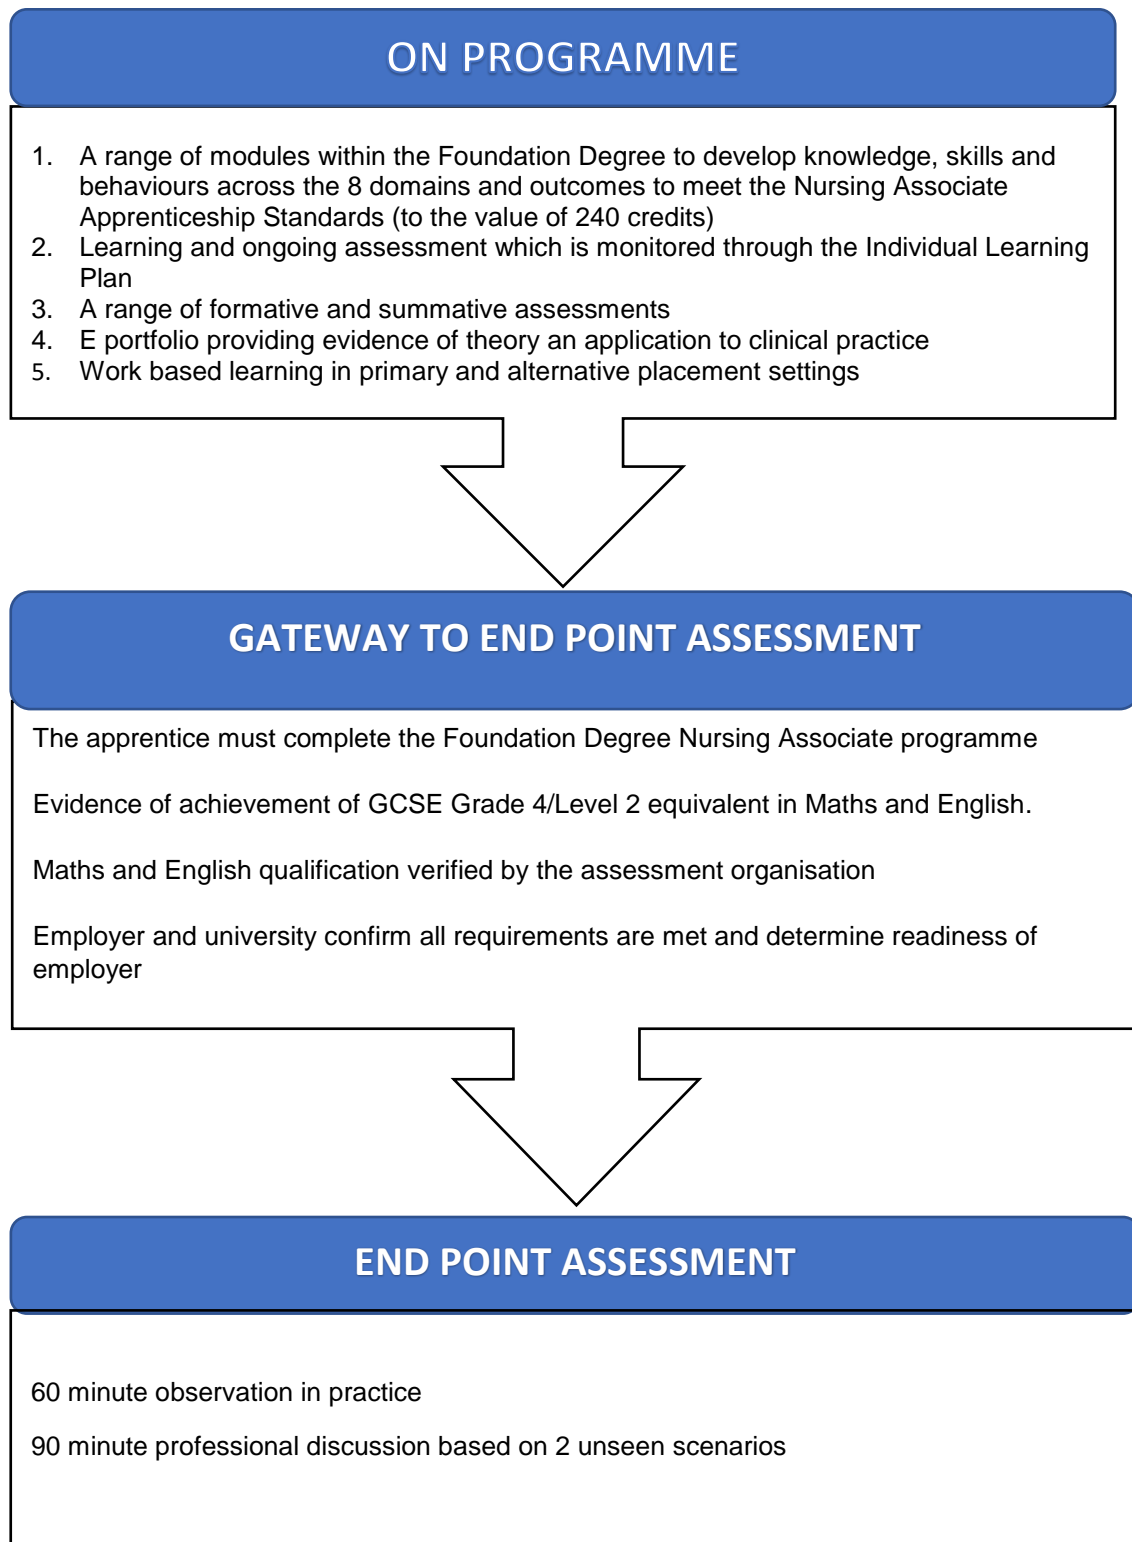 ON PROGRAMME
1. A range of modules within the Foundation Degree to develop knowledge, skills and
behaviours across the 8 domains and outcomes to meet the Nursing Associate
Apprenticeship Standards (to the value of 240 credits)
2. Learning and ongoing assessment which is monitored through the Individual Learning
Plan
3. A range of formative and summative assessments
4. E portfolio providing evidence of theory an application to clinical practice
5. Work based learning in primary and alternative placement settings
GATEWAY TO END POINT ASSESSMENT
The apprentice must complete the Foundation Degree Nursing Associate programme
Evidence of achievement of GCSE Grade 4/Level 2 equivalent in Maths and English.
Maths and English qualification verified by the assessment organisation
Employer and university confirm all requirements are met and determine readiness of
employer
END POINT ASSESSMENT
60 minute observation in practice
90 minute professional discussion based on 2 unseen scenarios